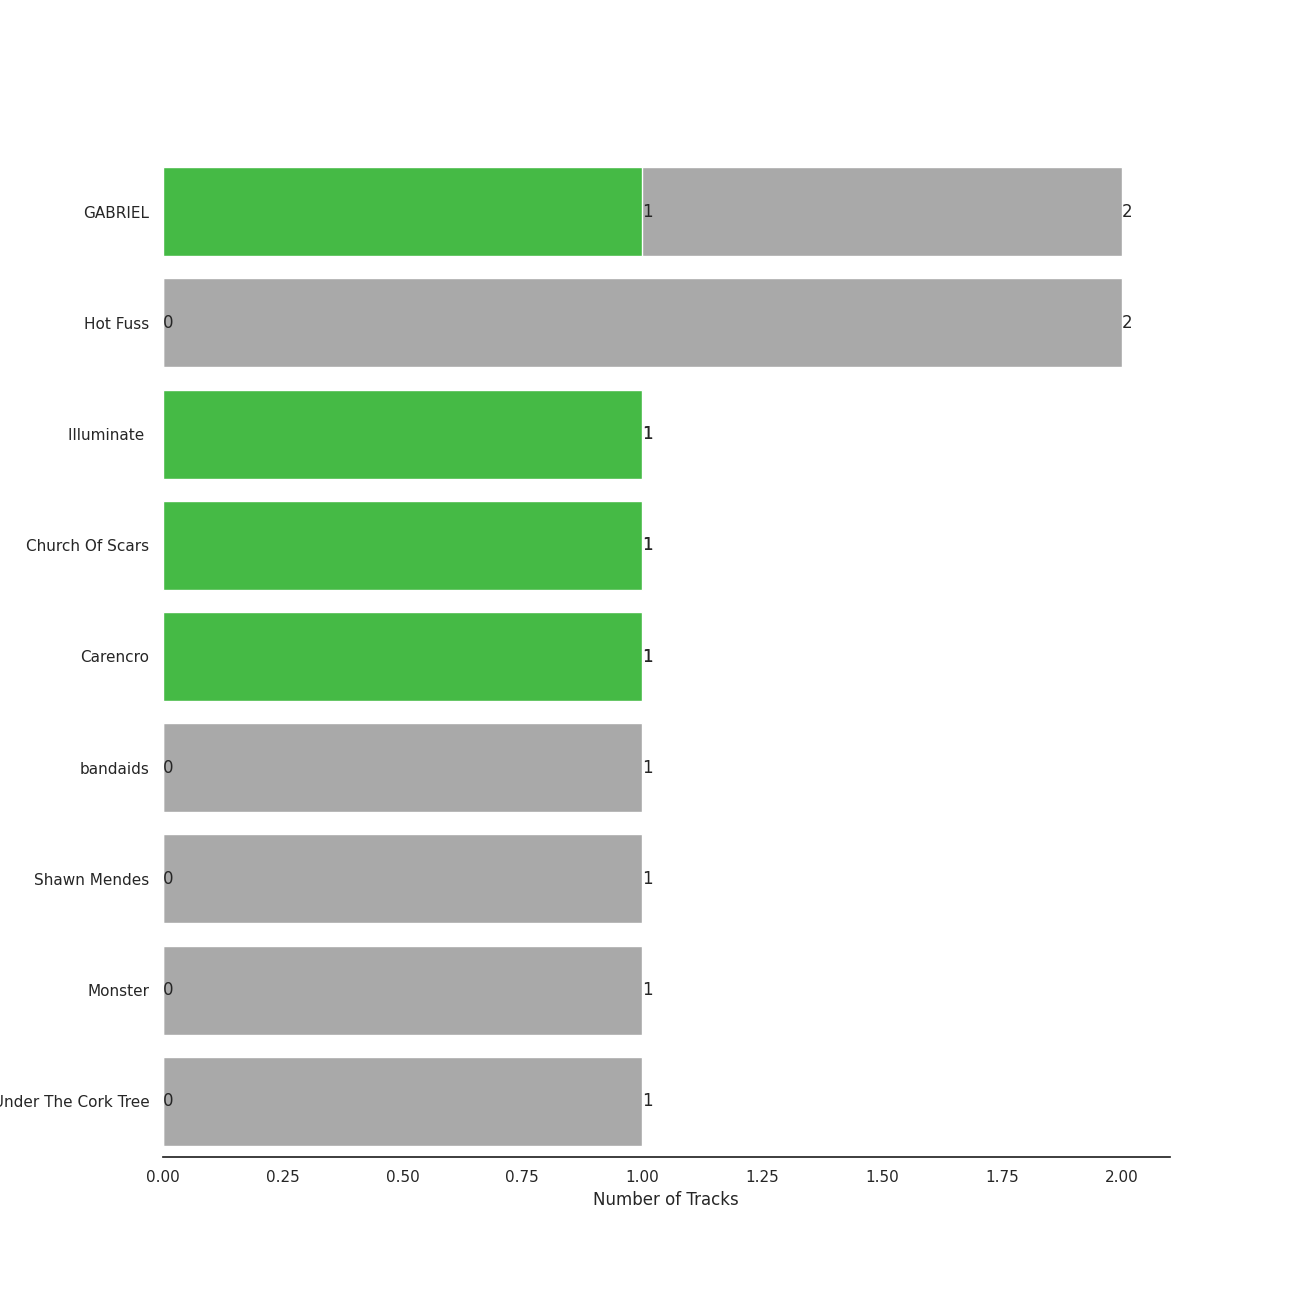 GABRIEL 1 2
Hot Fuss 0 2
Illuminate 1
Church Of Scars 1
Carencro 1
bandaids 0 1
Shawn Mendes 0 1
Monster 0 1
Under The Cork Tree 0 1
0.00 0.25 0.50 0.75 1.00 1.25 1.50 1.75 2.00
Number of Tracks